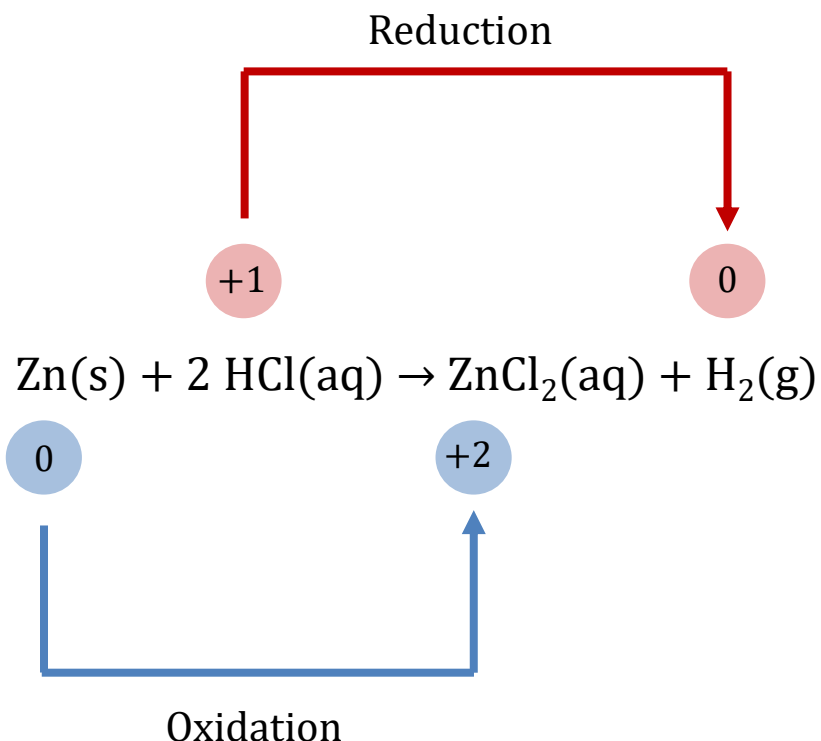 Reduction
+1 0
Zn(s) + 2 HCl(aq) → ZnCl₂(aq) + H₂(g)
0 +2
Oxidation